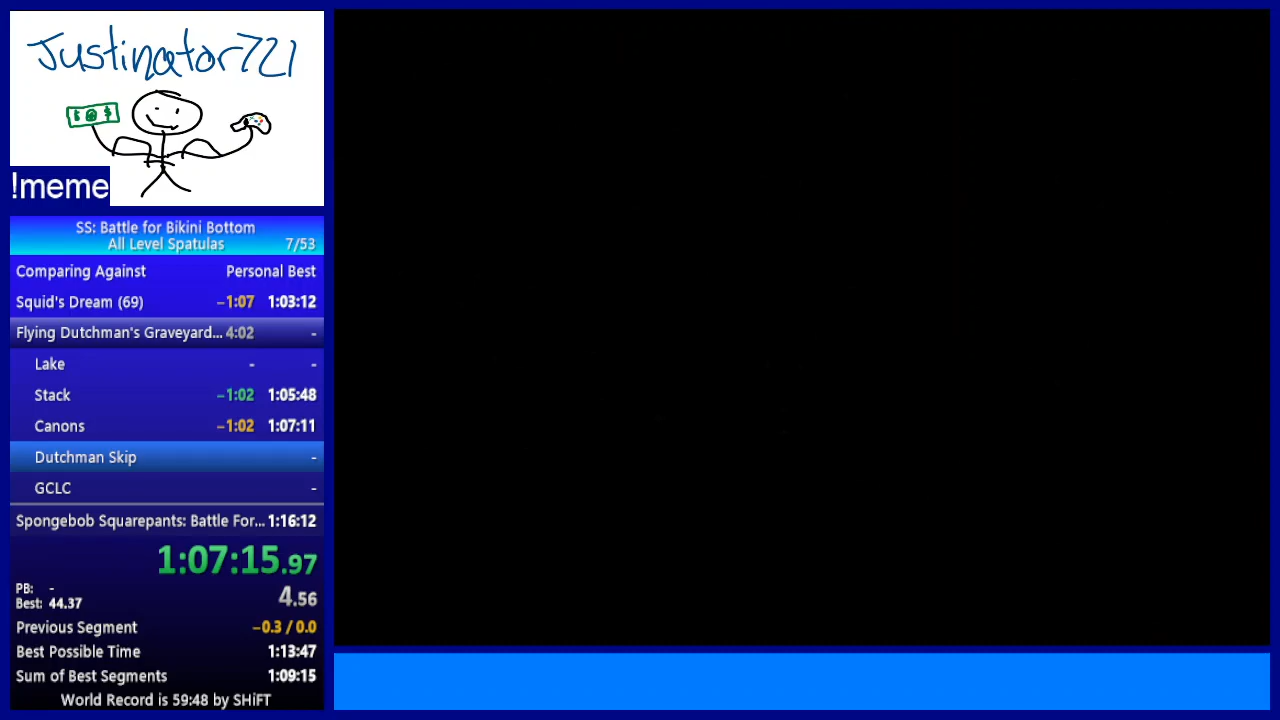 Justinator721
!meme
SS: Battle for Bikini Bottom
All Level Spatulas 7/53
Comparing Against Personal Best
Squid's Dream (69) -1:07 1:03:12
Flying Dutchman's Graveyard... 4:02 -
Lake - -
Stack -1:02 1:05:48
Canons -1:02 1:07:11
Dutchman Skip -
GCLC -
Spongebob Squarepants: Battle For... 1:16:12
1:07:15.97
PB: - 
Best: 44.37 4.56
Previous Segment -0.3 / 0.0
Best Possible Time 1:13:47
Sum of Best Segments 1:09:15
World Record is 59:48 by SHiFT